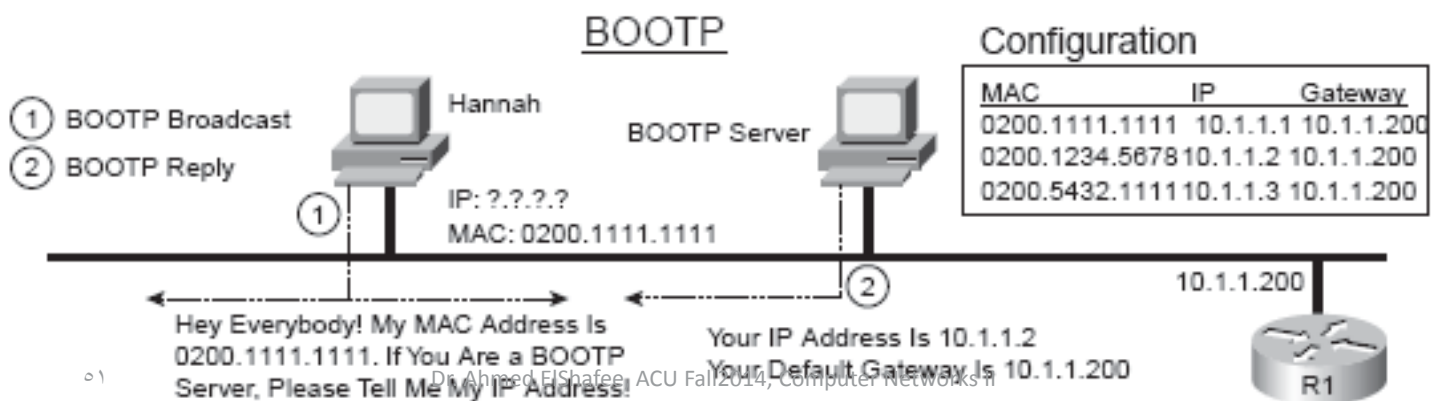 BOOTP
Configuration
MAC IP Gateway
0200.1111.1111 10.1.1.1 10.1.1.200
0200.1234.5678 10.1.1.2 10.1.1.200
0200.5432.1111 10.1.1.3 10.1.1.200
1 BOOTP Broadcast
2 BOOTP Reply
Hannah
BOOTP Server
1
IP: ?.?.?.?
MAC: 0200.1111.1111
2
10.1.1.200
Hey Everybody! My MAC Address Is
0200.1111.1111. If You Are a BOOTP
Server, Please Tell Me My IP Address!
Your IP Address Is 10.1.1.2
Your Default Gateway Is 10.1.1.200
R1
٥١
Dr. Ahmed ElShafee, ACU Fall2014, Computer Networks II